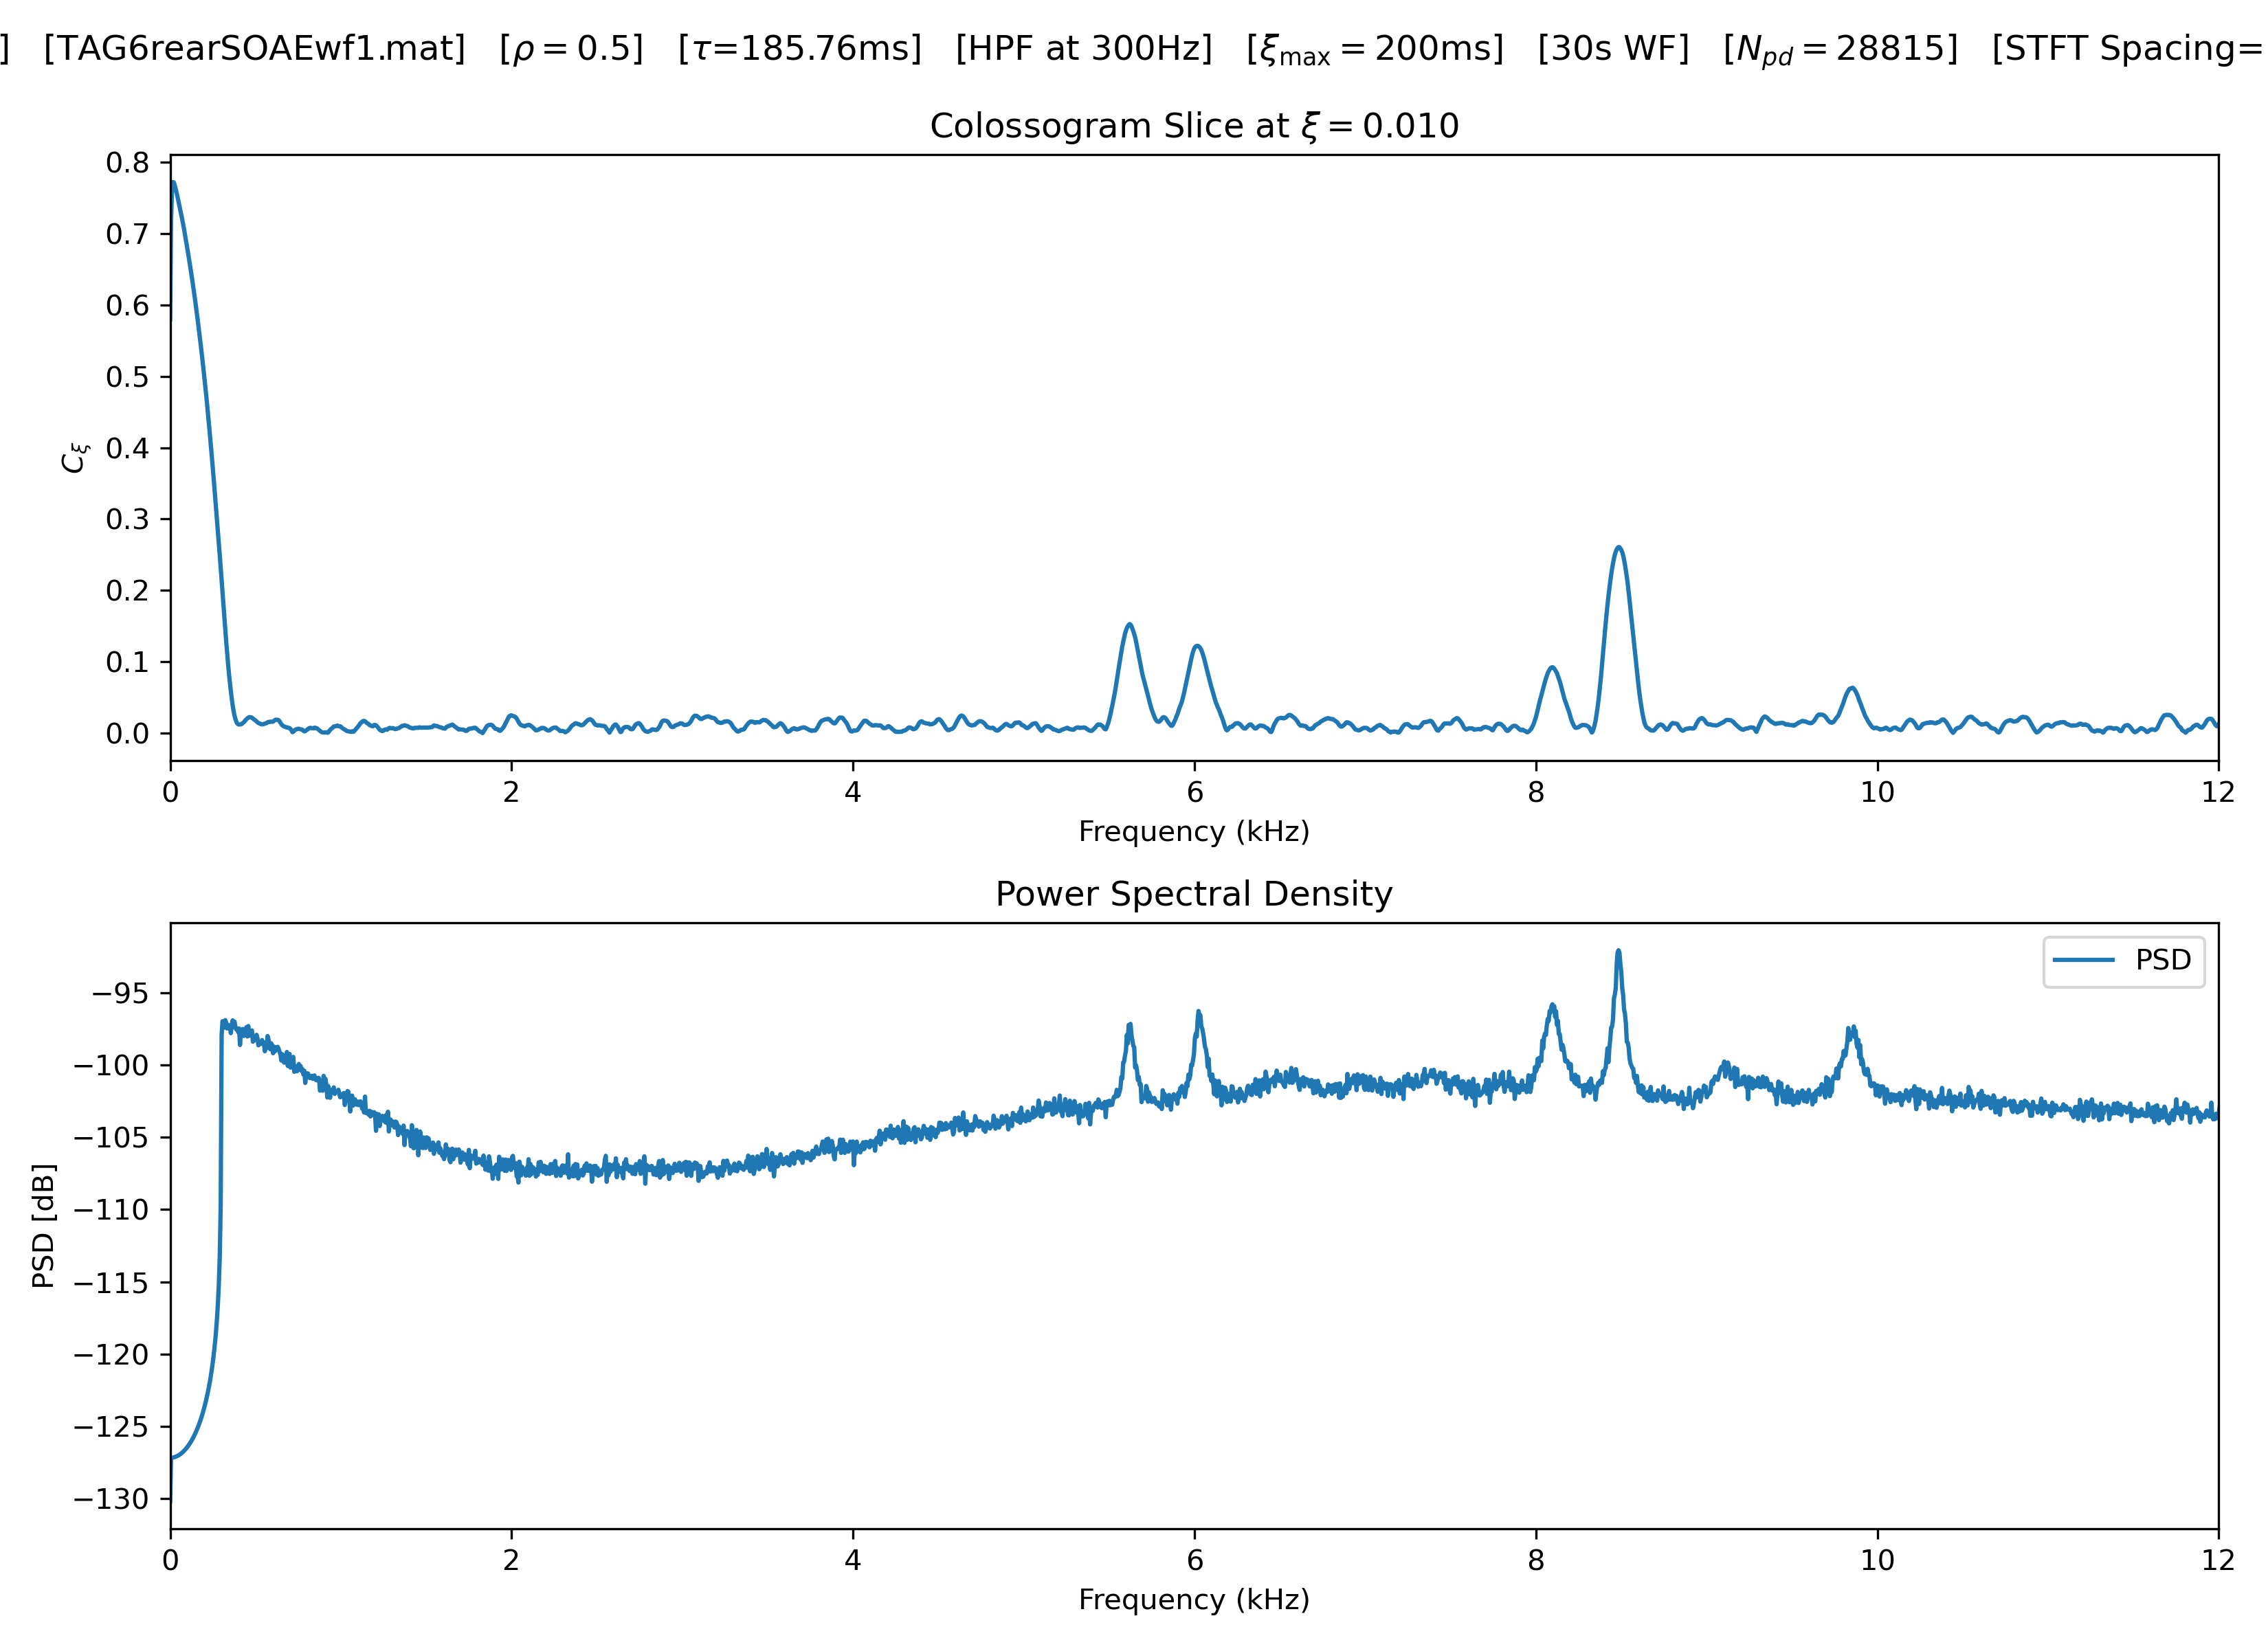 ] [TAG6rearSOAEwf1.mat] [ρ = 0.5] [τ=185.76ms] [HPF at 300Hz] [ξmax = 200ms] [30s WF] [Npd = 28815] [STFT Spacing=
Colossogram Slice at ξ = 0.010
0.8
0.7
0.6
0.5
0.4
0.3
0.2
0.1
0.0
Cξ
0 2 4 6 8 10 12
Frequency (kHz)
Power Spectral Density
PSD
−95
−100
−105
−110
−115
−120
−125
−130
PSD [dB]
0 2 4 6 8 10 12
Frequency (kHz)